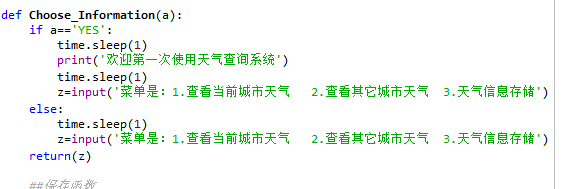 def Choose_Information(a):
    if a=='YES':
        time.sleep(1)
        print('欢迎第一次使用天气查询系统')
        time.sleep(1)
        z=input('菜单是：1.查看当前城市天气   2.查看其它城市天气  3.天气信息存储')
    else:
        time.sleep(1)
        z=input('菜单是：1.查看当前城市天气   2.查看其它城市天气  3.天气信息存储')
    return(z)
    ##保存函数